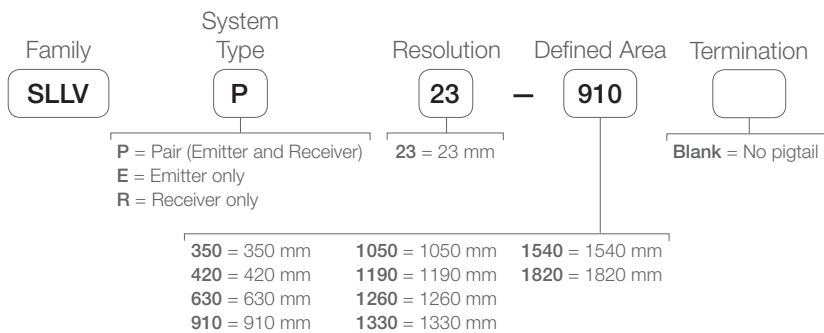 System
Family Type Resolution Defined Area Termination
SLLV P 23 – 910
P = Pair (Emitter and Receiver)
E = Emitter only
R = Receiver only
23 = 23 mm
Blank = No pigtail
350 = 350 mm 1050 = 1050 mm 1540 = 1540 mm
420 = 420 mm 1190 = 1190 mm 1820 = 1820 mm
630 = 630 mm 1260 = 1260 mm
910 = 910 mm 1330 = 1330 mm